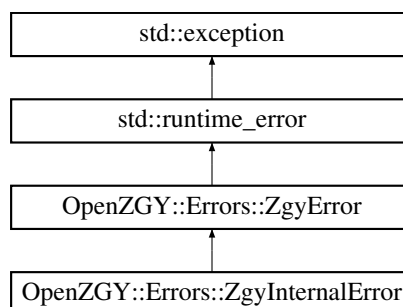 std::exception
std::runtime_error
OpenZGY::Errors::ZgyError
OpenZGY::Errors::ZgyInternalError